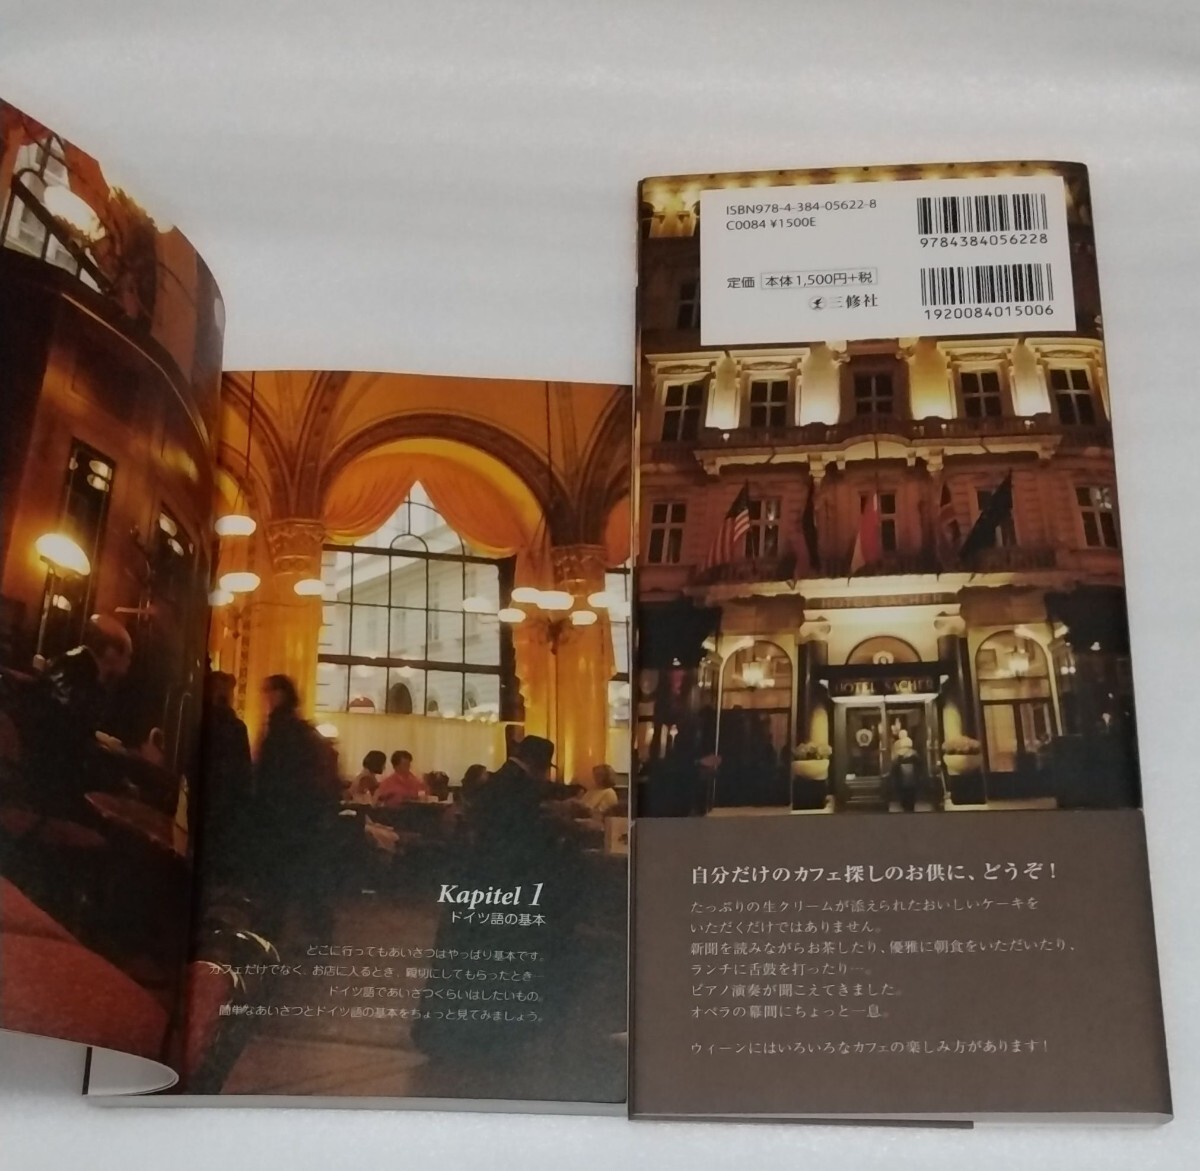 Kapitel 1
ドイツ語の基本
どこに行ってもあいさつはやっぱり基本です。
カフェだけでなく、お店に入るとき、親切にしてもらったとき…
ドイツ語であいさつくらいはしたいもの。
簡単なあいさつとドイツ語の基本をちょっと見てみましょう。
ISBN978-4-384-05622-8
C0084 ¥1500E
9784384056228
定価 本体1,500円+税
三修社
1920084015006
HOTEL SACHER
HOTEL SACHER
自分だけのカフェ探しのお供に、どうぞ！
たっぷりの生クリームが添えられたおいしいケーキを
いただくだけではありません。
新聞を読みながらお茶したり、優雅に朝食をいただいたり、
ランチに舌鼓を打ったり…。
ピアノ演奏が聞こえてきました。
オペラの幕間にちょっと一息。
ウィーンにはいろいろなカフェの楽しみ方があります！